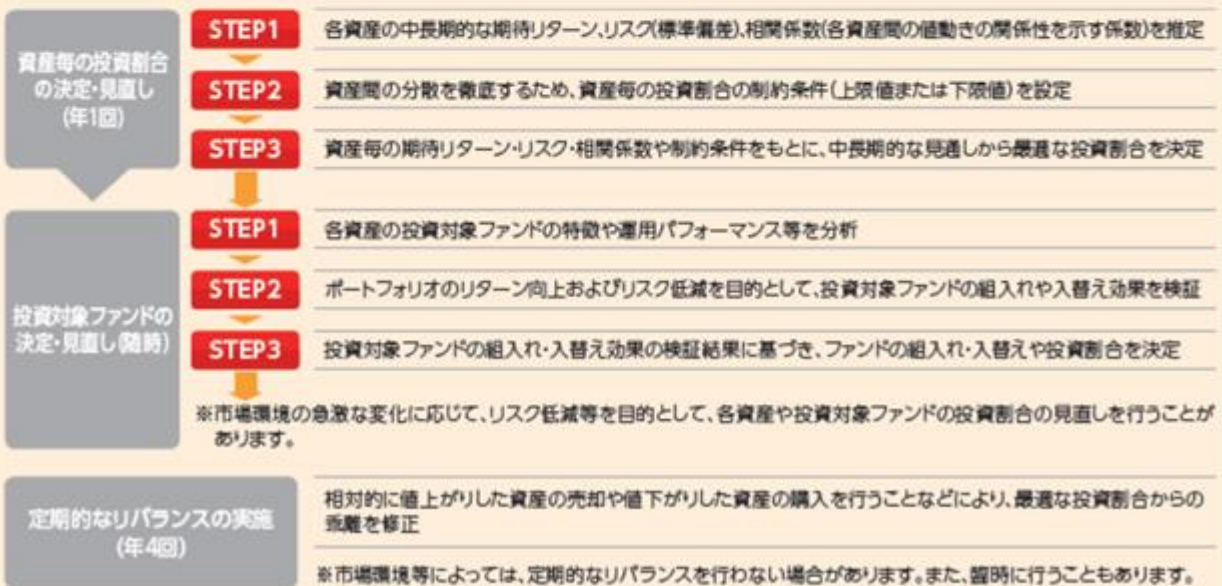 資産毎の投資割合
の決定・見直し
(年1回)
STEP1
各資産の中長期的な期待リターン、リスク(標準偏差)、相関係数(各資産間の値動きの関係性を示す係数)を推定
STEP2
資産間の分散を徹底するため、資産毎の投資割合の制約条件(上限値または下限値)を設定
STEP3
資産毎の期待リターン・リスク・相関係数や制約条件をもとに、中長期的な見通しから最適な投資割合を決定
投資対象ファンドの
決定・見直し(随時)
STEP1
各資産の投資対象ファンドの特徴や運用パフォーマンス等を分析
STEP2
ポートフォリオのリターン向上およびリスク低減を目的として、投資対象ファンドの組入れや入替え効果を検証
STEP3
投資対象ファンドの組入れ・入替え効果の検証結果に基づき、ファンドの組入れ・入替えや投資割合を決定
※市場環境の急激な変化に応じて、リスク低減等を目的として、各資産や投資対象ファンドの投資割合の見直しを行うことが
あります。
定期的なリバランスの実施
(年4回)
相対的に値上がりした資産の売却や値下がりした資産の購入を行うことなどにより、最適な投資割合からの
乖離を修正
※市場環境等によっては、定期的なリバランスを行わない場合があります。また、臨時に行うこともあります。